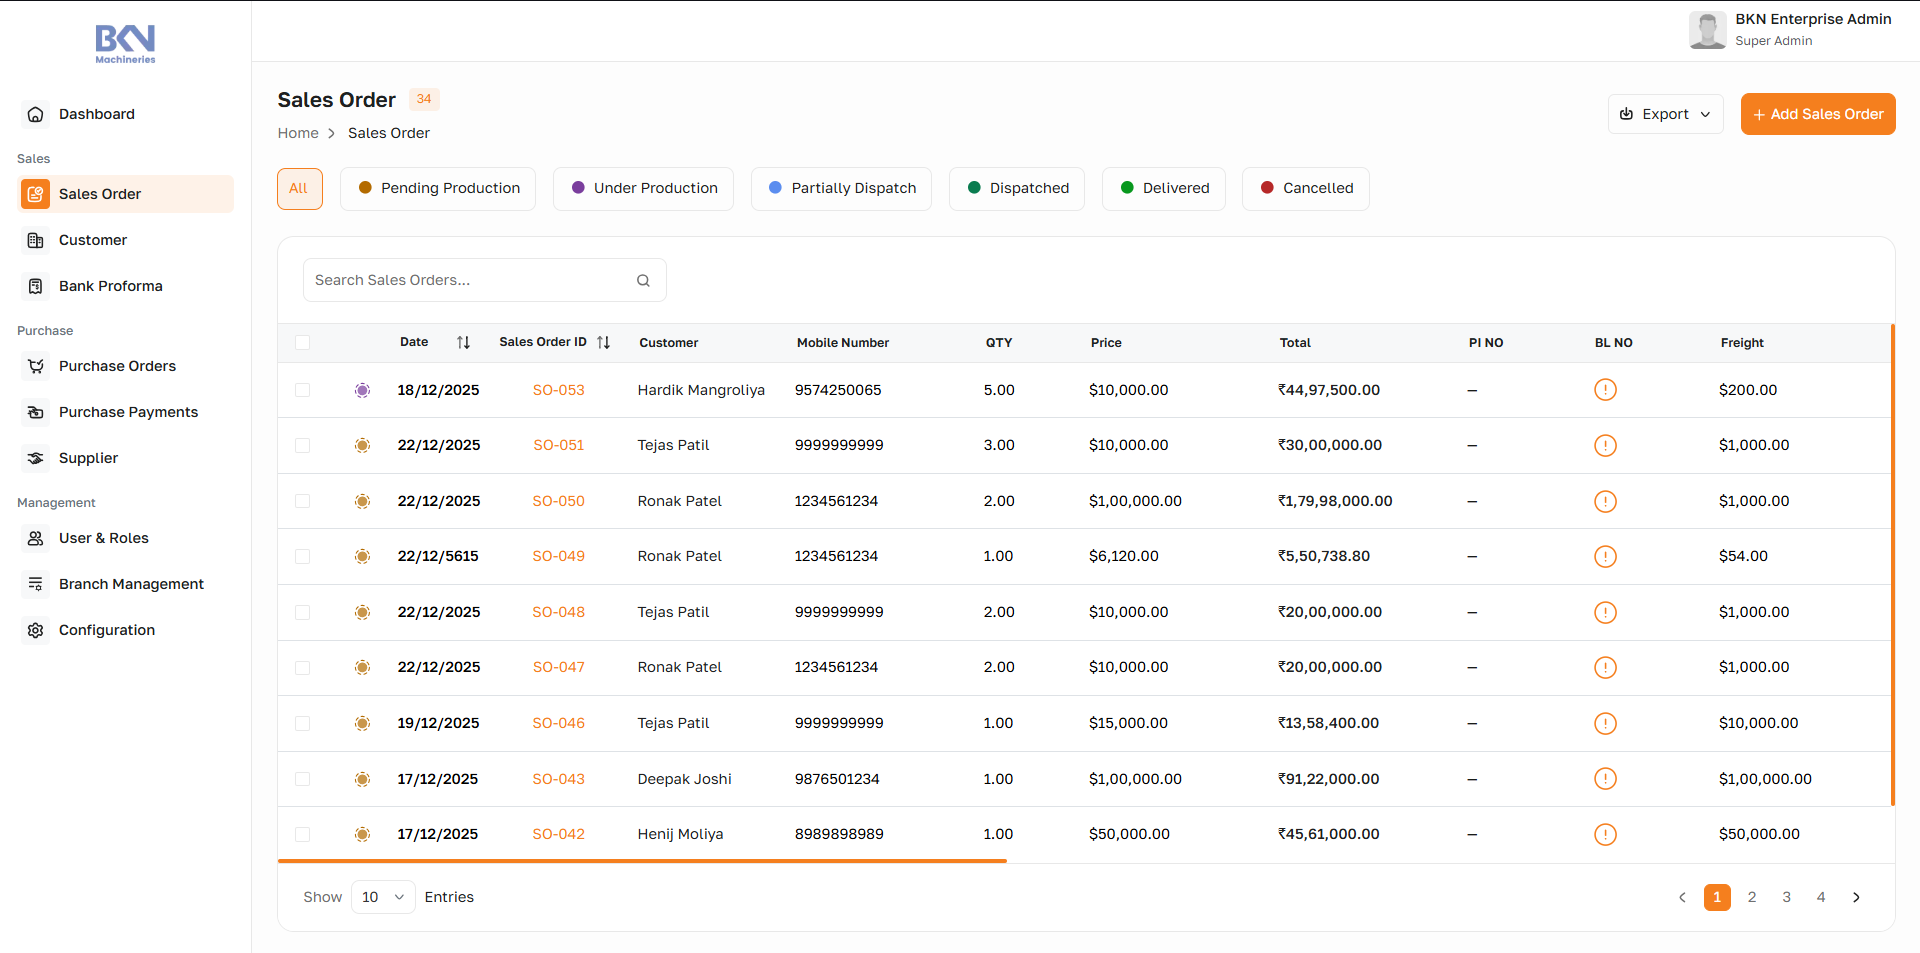 BKN
Machineries
BKN Enterprise Admin
Super Admin
Dashboard
Sales
Sales Order
Customer
Bank Proforma
Purchase
Purchase Orders
Purchase Payments
Supplier
Management
User & Roles
Branch Management
Configuration
Sales Order 34
Home > Sales Order
Export
+ Add Sales Order
All Pending Production Under Production Partially Dispatch Dispatched Delivered Cancelled
Search Sales Orders...
Date Sales Order ID Customer Mobile Number QTY Price Total PI NO BL NO Freight
18/12/2025 SO-053 Hardik Mangroliya 9574250065 5.00 $10,000.00 ₹44,97,500.00 – $200.00
22/12/2025 SO-051 Tejas Patil 9999999999 3.00 $10,000.00 ₹30,00,000.00 – $1,000.00
22/12/2025 SO-050 Ronak Patel 1234561234 2.00 $1,00,000.00 ₹1,79,98,000.00 – $1,000.00
22/12/5615 SO-049 Ronak Patel 1234561234 1.00 $6,120.00 ₹5,50,738.80 – $54.00
22/12/2025 SO-048 Tejas Patil 9999999999 2.00 $10,000.00 ₹20,00,000.00 – $1,000.00
22/12/2025 SO-047 Ronak Patel 1234561234 2.00 $10,000.00 ₹20,00,000.00 – $1,000.00
19/12/2025 SO-046 Tejas Patil 9999999999 1.00 $15,000.00 ₹13,58,400.00 – $10,000.00
17/12/2025 SO-043 Deepak Joshi 9876501234 1.00 $1,00,000.00 ₹91,22,000.00 – $1,00,000.00
17/12/2025 SO-042 Henij Moliya 8989898989 1.00 $50,000.00 ₹45,61,000.00 – $50,000.00
Show 10 Entries
< 1 2 3 4 >